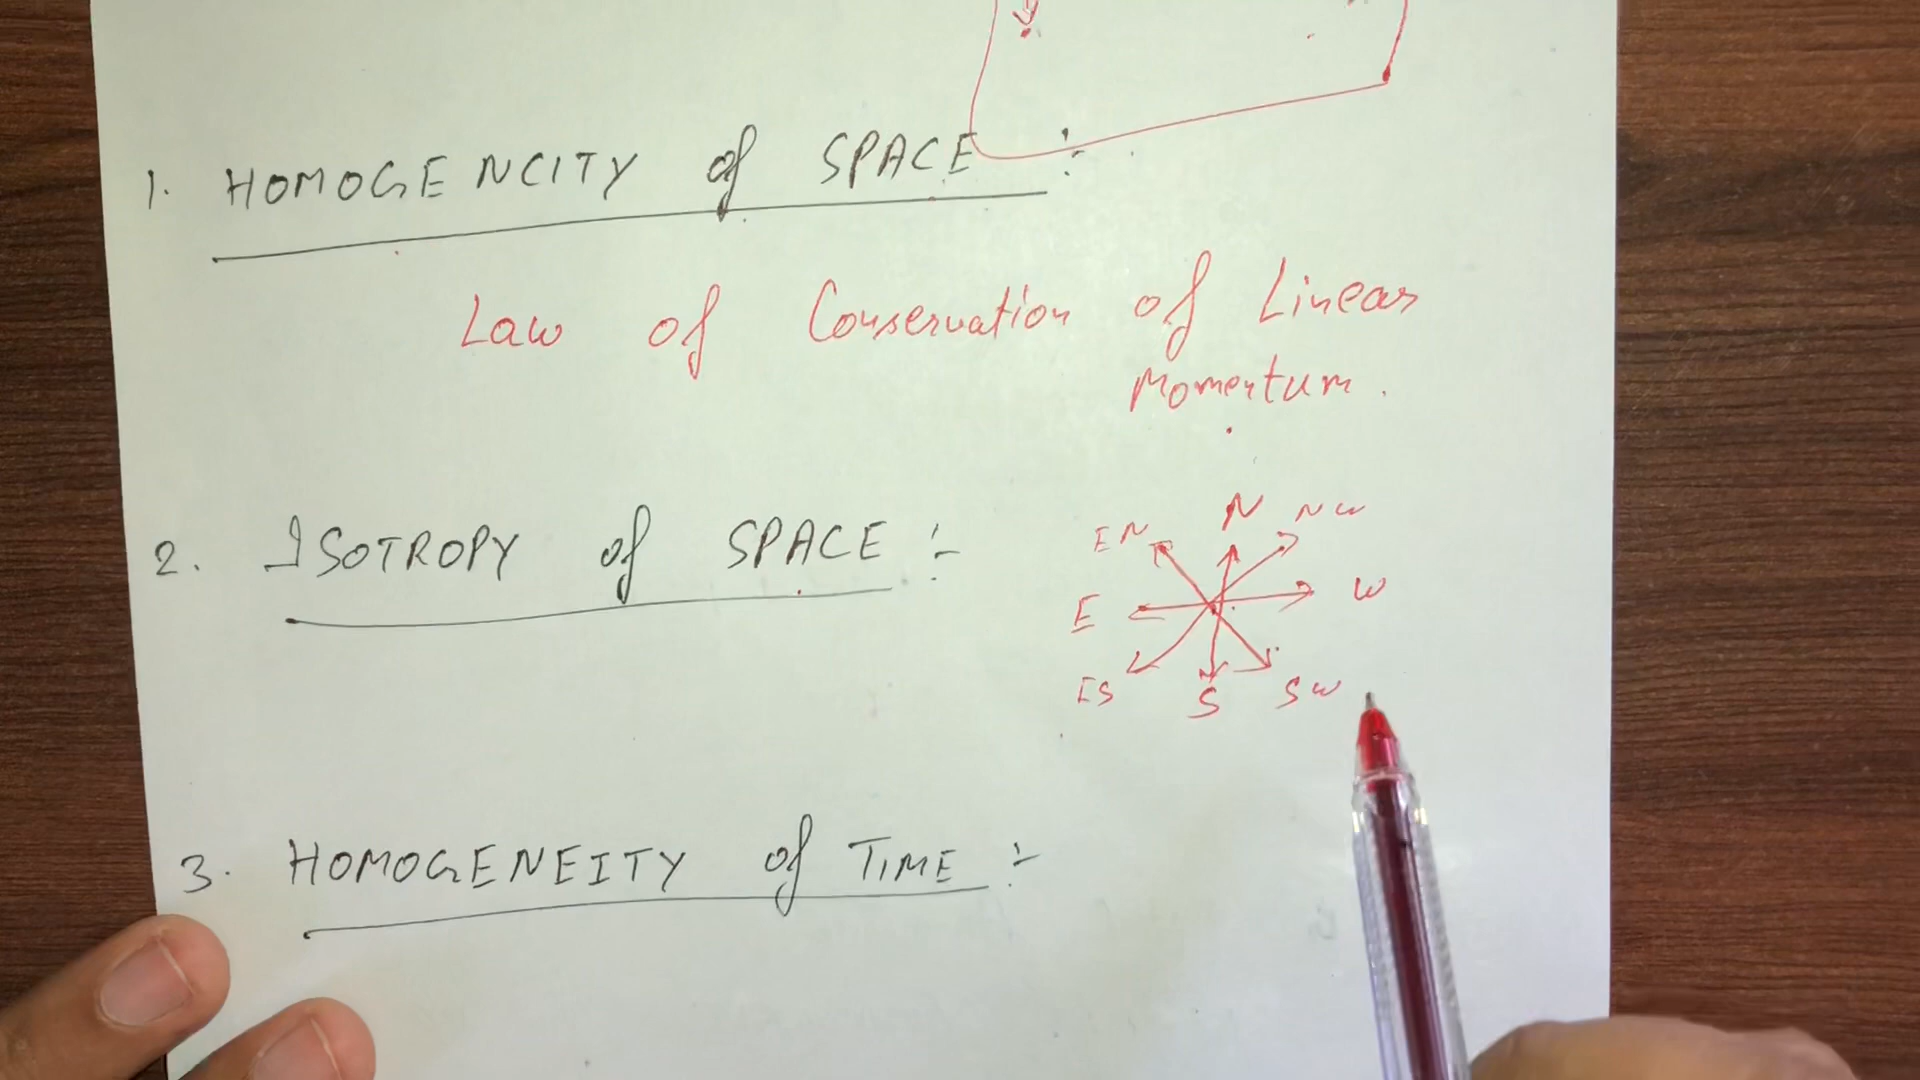 1. HOMOGENCITY of SPACE :
Law of Conservation of Linear
Momentum.
2. ISOTROPY of SPACE :-
EN N NW
E W
ES S SW
3. HOMOGENEITY of TIME :-